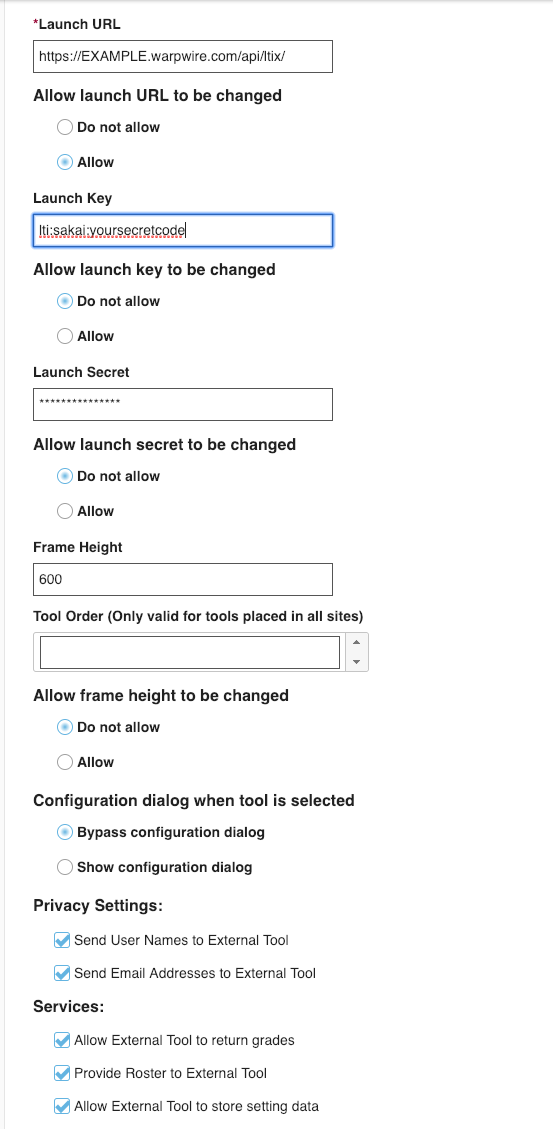 *Launch URL
https://EXAMPLE.warpwire.com/api/ltix/
Allow launch URL to be changed
Do not allow
Allow
Launch Key
lti:sakai:yoursecretcode
Allow launch key to be changed
Do not allow
Allow
Launch Secret
***************
Allow launch secret to be changed
Do not allow
Allow
Frame Height
600
Tool Order (Only valid for tools placed in all sites)
Allow frame height to be changed
Do not allow
Allow
Configuration dialog when tool is selected
Bypass configuration dialog
Show configuration dialog
Privacy Settings:
Send User Names to External Tool
Send Email Addresses to External Tool
Services:
Allow External Tool to return grades
Provide Roster to External Tool
Allow External Tool to store setting data